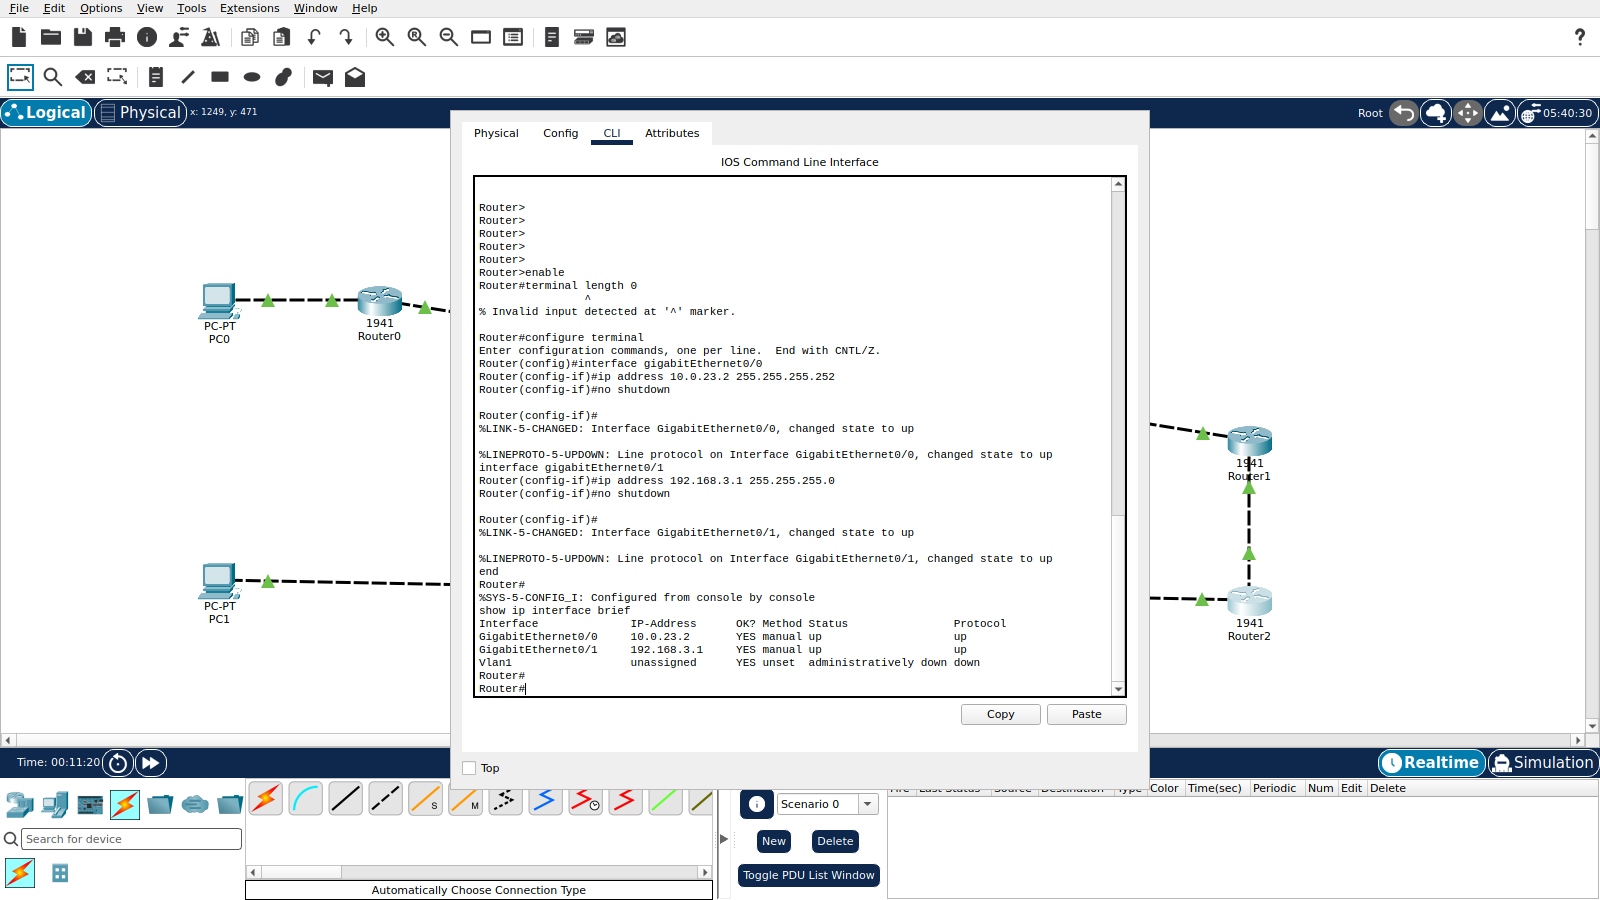 File Edit Options View Tools Extensions Window Help
?
Logical Physical x: 1249, y: 471 Root 05:40:30
Physical Config CLI Attributes
IOS Command Line Interface
Router>
Router>
Router>
Router>
Router>
Router>enable
Router#terminal length 0
^
% Invalid input detected at '^' marker.
Router#configure terminal
Enter configuration commands, one per line. End with CNTL/Z.
Router(config)#interface gigabitEthernet0/0
Router(config-if)#ip address 10.0.23.2 255.255.255.252
Router(config-if)#no shutdown
Router(config-if)#
%LINK-5-CHANGED: Interface GigabitEthernet0/0, changed state to up
%LINEPROTO-5-UPDOWN: Line protocol on Interface GigabitEthernet0/0, changed state to up
interface gigabitEthernet0/1
Router(config-if)#ip address 192.168.3.1 255.255.255.0
Router(config-if)#no shutdown
Router(config-if)#
%LINK-5-CHANGED: Interface GigabitEthernet0/1, changed state to up
%LINEPROTO-5-UPDOWN: Line protocol on Interface GigabitEthernet0/1, changed state to up
end
Router#
%SYS-5-CONFIG_I: Configured from console by console
show ip interface brief
Interface IP-Address OK? Method Status Protocol
GigabitEthernet0/0 10.0.23.2 YES manual up up
GigabitEthernet0/1 192.168.3.1 YES manual up up
Vlan1 unassigned YES unset administratively down down
Router#
Router#
Copy Paste
Top
PC-PT
PC0
1941
Router0
PC-PT
PC1
1941
Router1
1941
Router2
Time: 00:11:20 Realtime Simulation
Search for device
S
M
Automatically Choose Connection Type
Scenario 0
New Delete
Toggle PDU List Window
Fire Last Status Source Destination Type Color Time(sec) Periodic Num Edit Delete